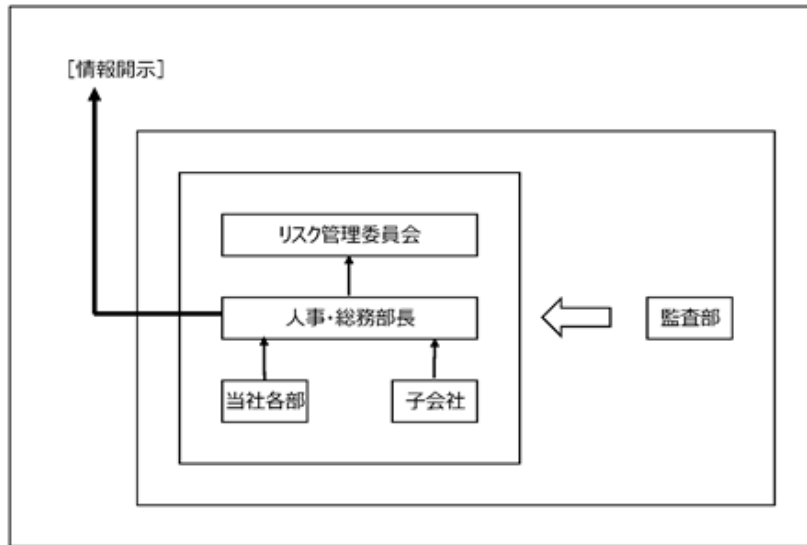 [情報開示]
リスク管理委員会
人事・総務部長
監査部
当社各部
子会社